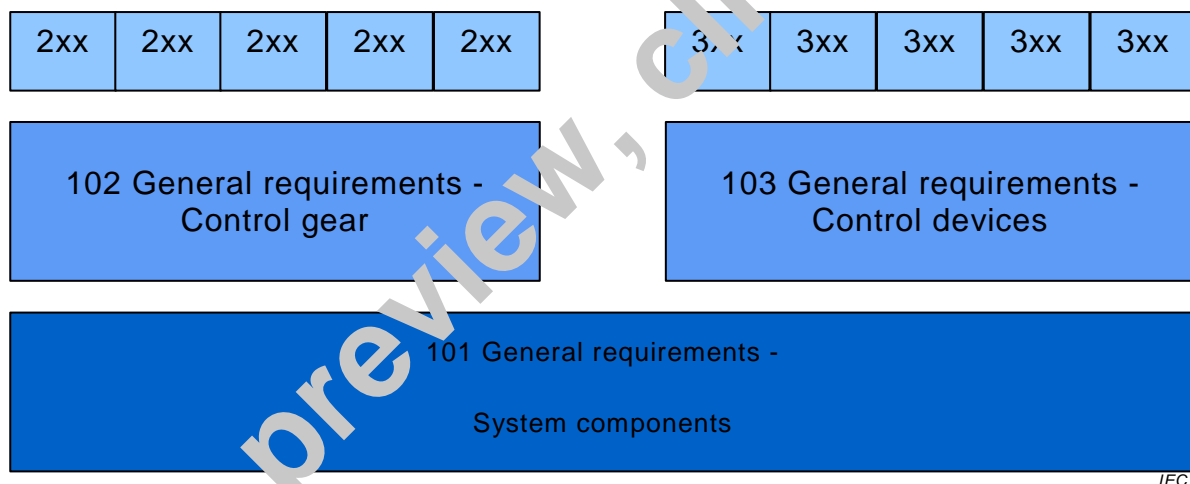 2xx 2xx 2xx 2xx 2xx 3xx 3xx 3xx 3xx 3xx
102 General requirements -
Control gear
103 General requirements -
Control devices
101 General requirements -
System components
IEC
preview,